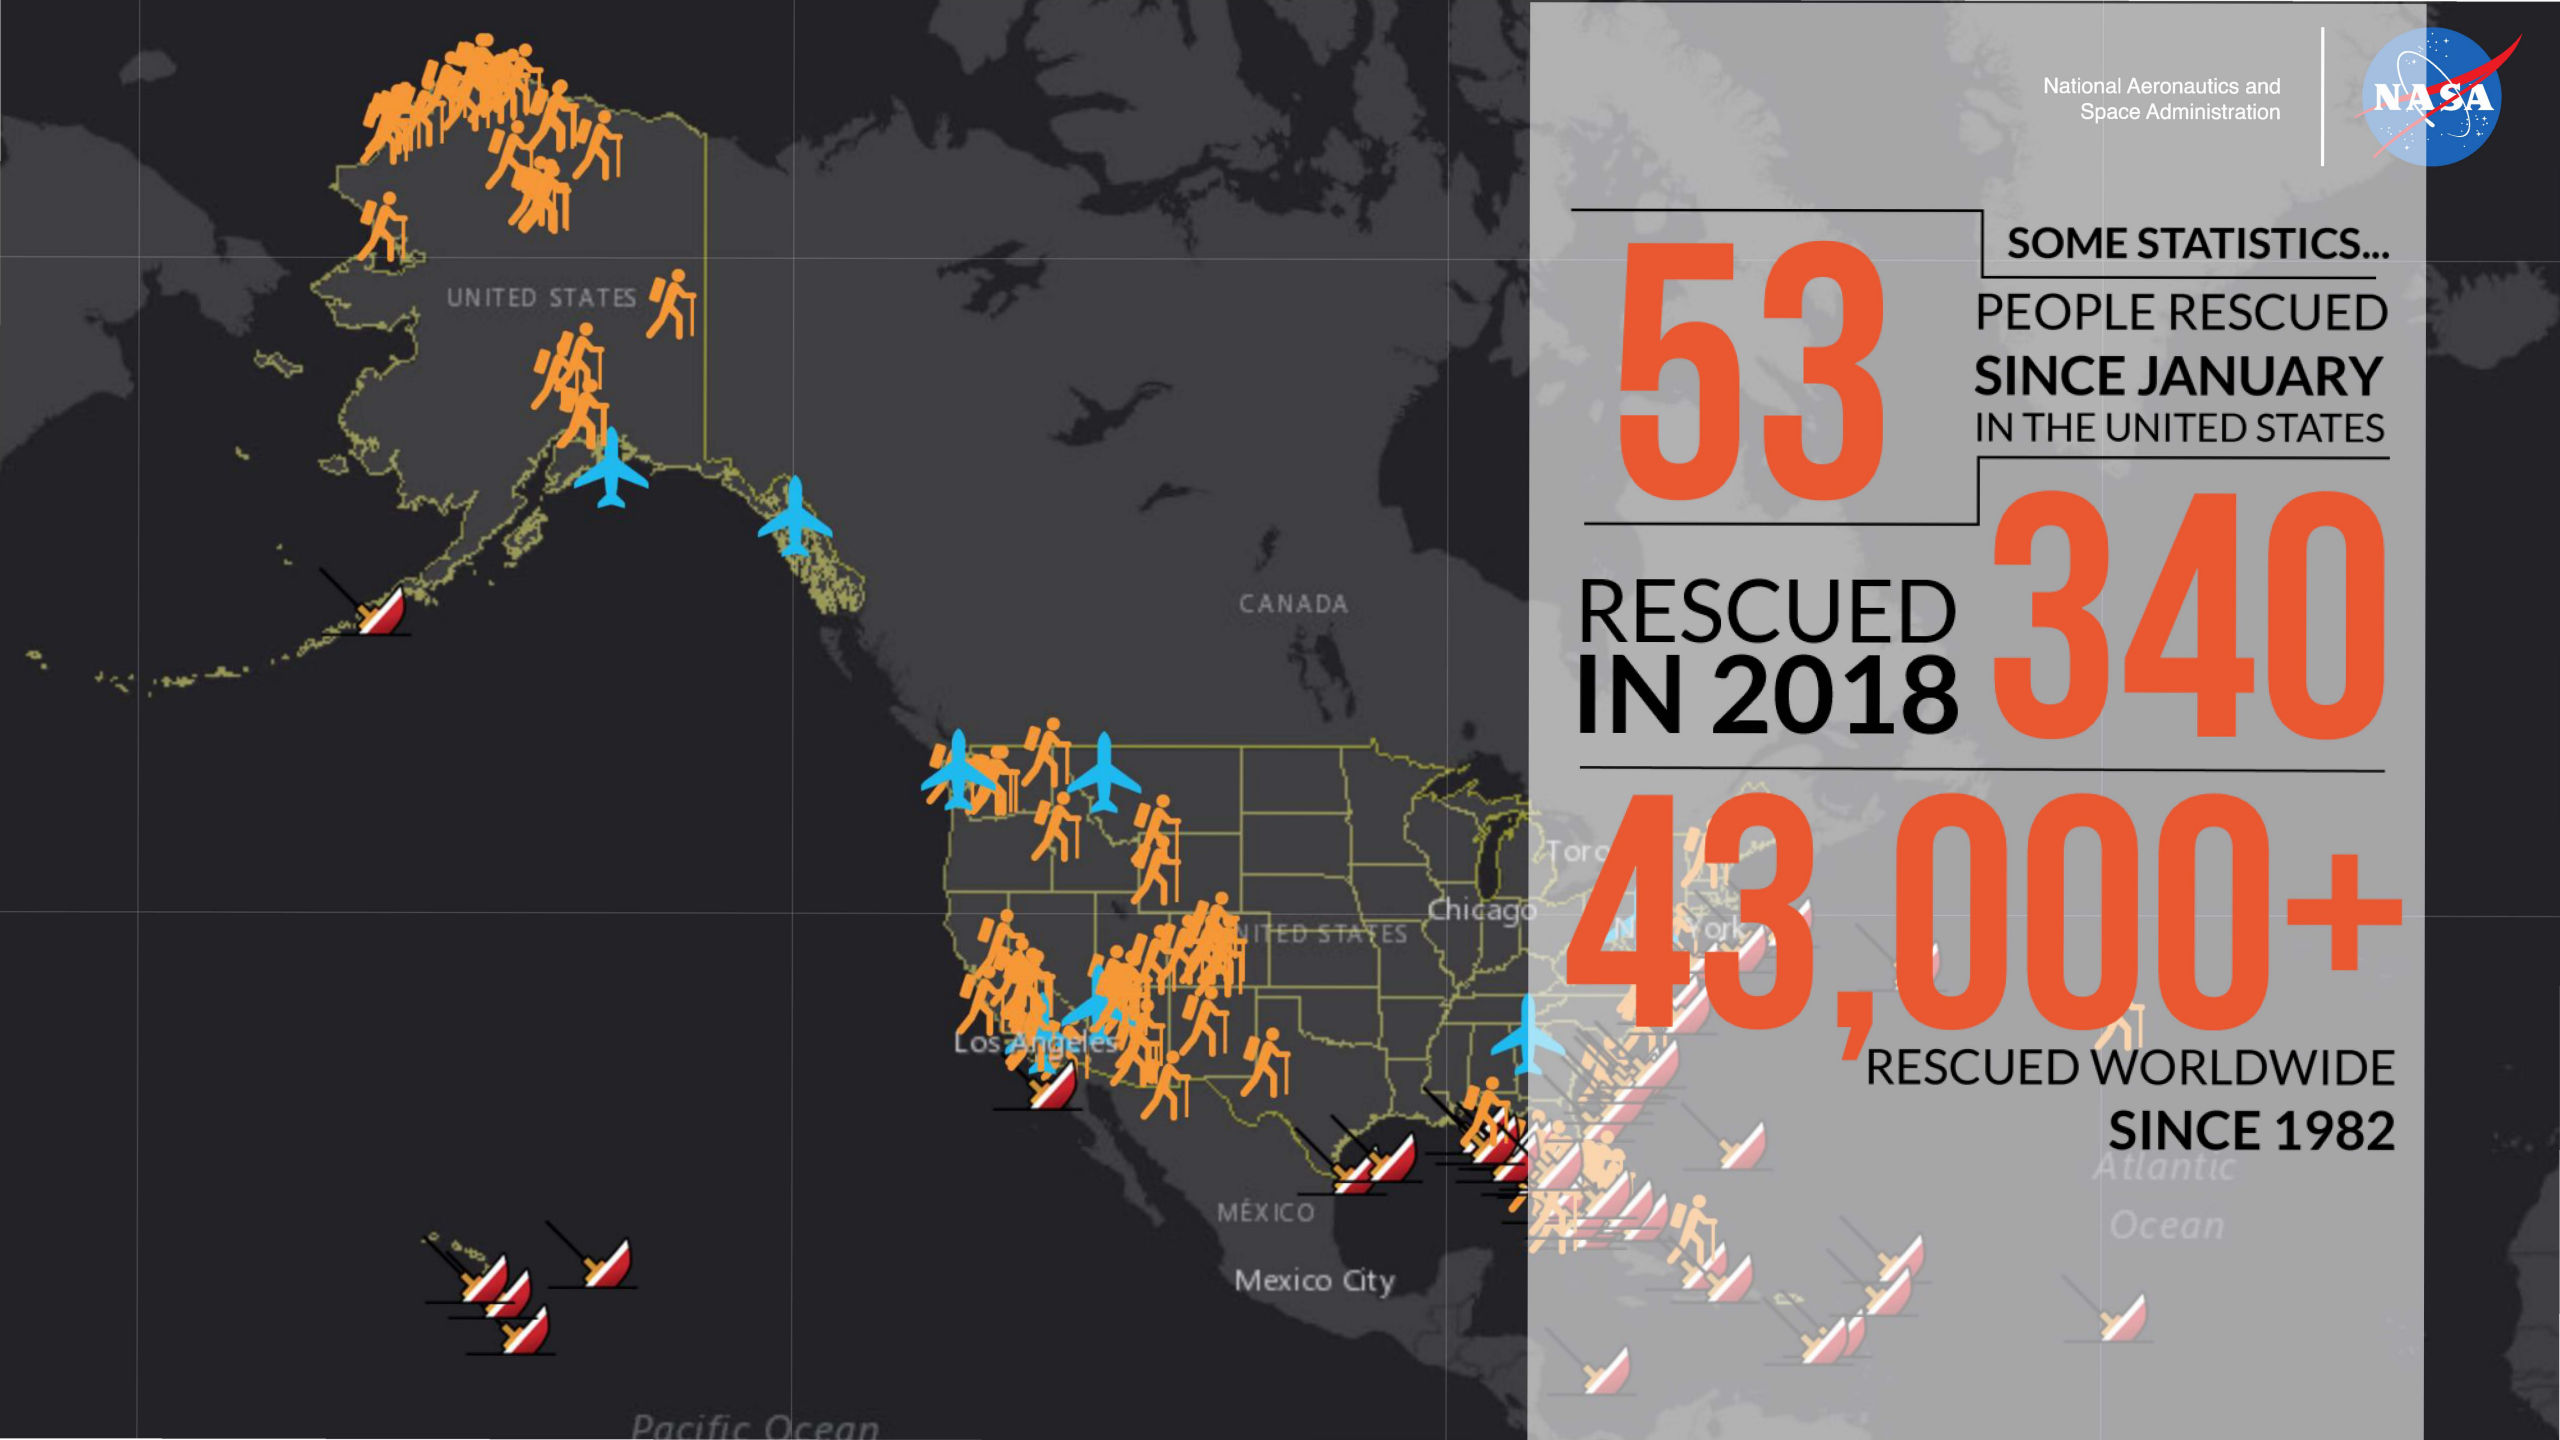 National Aeronautics and
Space Administration
NASA
SOME STATISTICS...
53
PEOPLE RESCUED
SINCE JANUARY
IN THE UNITED STATES
RESCUED
IN 2018
340
43,000+
RESCUED WORLDWIDE
SINCE 1982
UNITED STATES
CANADA
Chicago
UNITED STATES
Los Angeles
MÉXICO
Mexico City
Atlantic
Ocean
Pacific Ocean